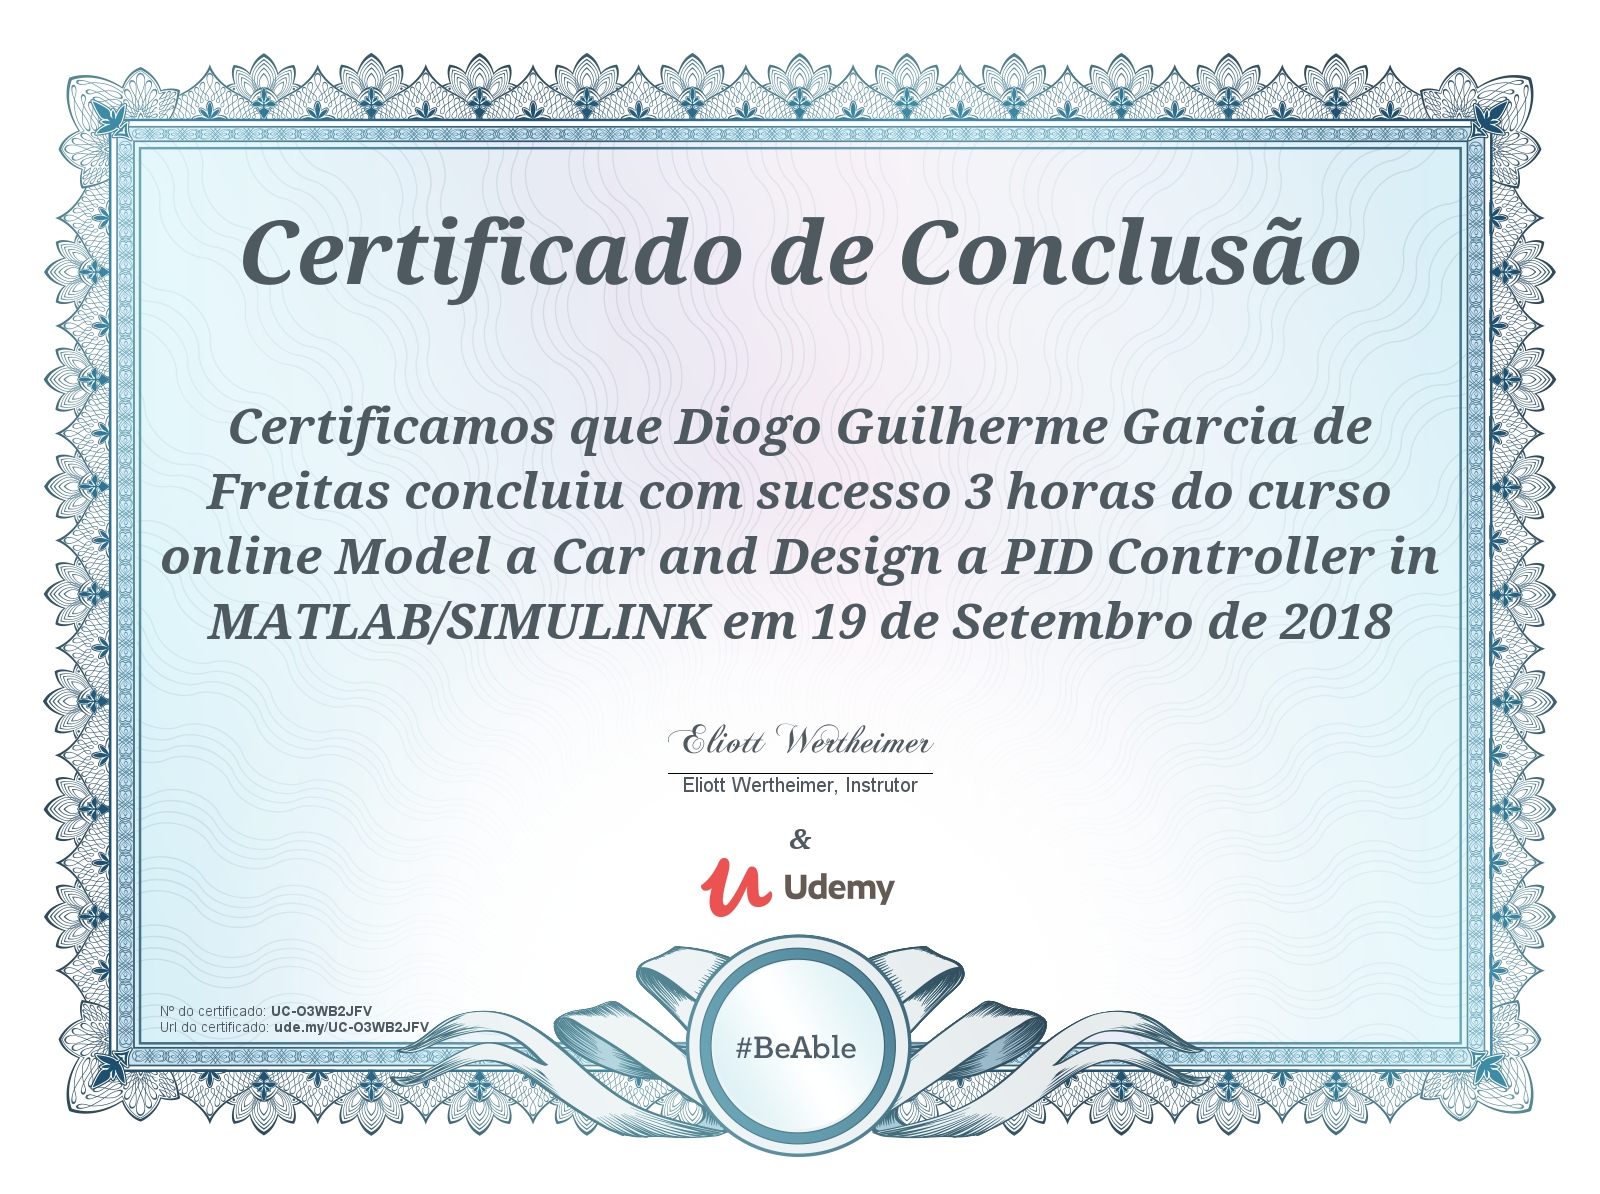 Certificado de Conclusão
Certificamos que Diogo Guilherme Garcia de
Freitas concluiu com sucesso 3 horas do curso
online Model a Car and Design a PID Controller in
MATLAB/SIMULINK em 19 de Setembro de 2018
Eliott Wertheimer
Eliott Wertheimer, Instrutor
&
Udemy
Nº do certificado: UC-O3WB2JFV
Url do certificado: ude.my/UC-O3WB2JFV
#BeAble